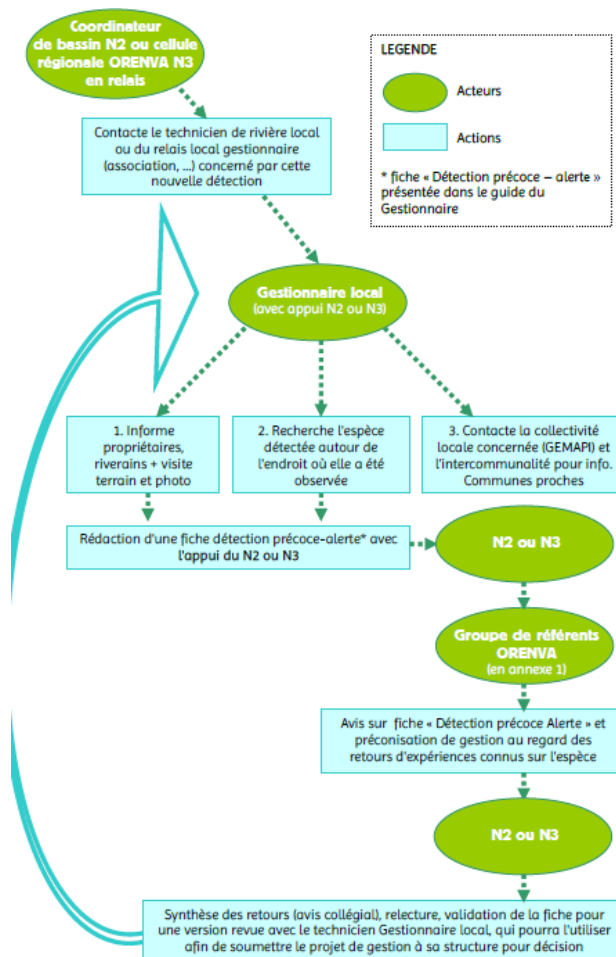 Coordinateur
de bassin N2 ou cellule
régionale ORENVA N3
en relais
LEGENDE
Acteurs
Actions
* fiche « Détection précoce – alerte »
présentée dans le guide du
Gestionnaire
Contacte le technicien de rivière local
ou du relais local gestionnaire
(association, ...) concerné par cette
nouvelle détection
Gestionnaire local
(avec appui N2 ou N3)
1. Informe
propriétaires,
riverains + visite
terrain et photo
2. Recherche l'espèce
détectée autour de
l'endroit où elle a été
observée
3. Contacte la collectivité
locale concernée (GEMAPI) et
l'intercommunalité pour info.
Communes proches
Rédaction d'une fiche détection précoce-alerte* avec
l'appui du N2 ou N3
N2 ou N3
Groupe de référents
ORENVA
(en annexe 1)
Avis sur fiche « Détection précoce Alerte » et
préconisation de gestion au regard des
retours d'expériences connus sur l'espèce
N2 ou N3
Synthèse des retours (avis collégial), relecture, validation de la fiche pour
une version revue avec le technicien Gestionnaire local, qui pourra l'utiliser
afin de soumettre le projet de gestion à sa structure pour décision